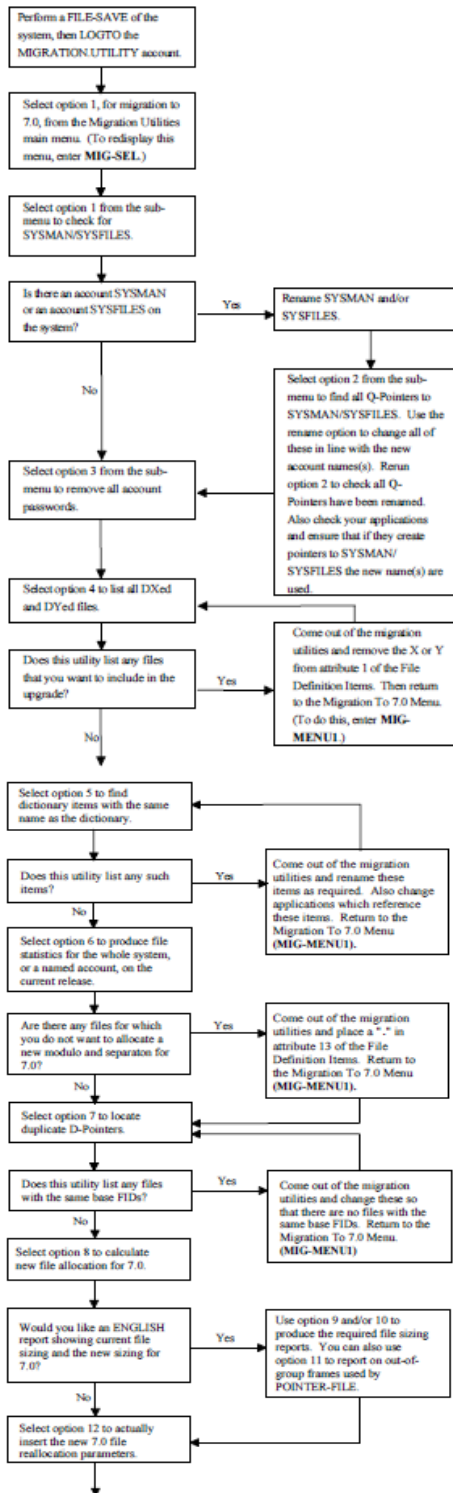 Perform a FILE-SAVE of the
system, then LOGTO the
MIGRATION.UTILITY account.
Select option 1, for migration to
7.0, from the Migration Utilities
main menu. (To redisplay this
menu, enter MIG-SEL.)
Select option 1 from the sub-
menu to check for
SYSMAN/SYSFILES.
Is there an account SYSMAN
or an account SYSFILES on
the system?
Yes
Rename SYSMAN and/or
SYSFILES.
No
Select option 2 from the sub-
menu to find all Q-Pointers to
SYSMAN/SYSFILES. Use the
rename option to change all of
these in line with the new
account names(s). Rerun
option 2 to check all Q-
Pointers have been renamed.
Also check your applications
and ensure that if they create
pointers to SYSMAN/
SYSFILES the new name(s) are
used.
Select option 3 from the sub-
menu to remove all account
passwords.
Select option 4 to list all DXed
and DYed files.
Does this utility list any files
that you want to include in the
upgrade?
Yes
Come out of the migration
utilities and remove the X or Y
from attribute 1 of the File
Definition Items. Then return
to the Migration To 7.0 Menu.
(To do this, enter MIG-
MENU1.)
No
Select option 5 to find
dictionary items with the same
name as the dictionary.
Does this utility list any such
items?
Yes
Come out of the migration
utilities and rename these
items as required. Also change
applications which reference
these items. Return to the
Migration To 7.0 Menu
(MIG-MENU1).
No
Select option 6 to produce file
statistics for the whole system,
or a named account, on the
current release.
Are there any files for which
you do not want to allocate a
new modulo and separaton for
7.0?
Yes
Come out of the migration
utilities and place a "." in
attribute 13 of the File
Definition Items. Return to
the Migration To 7.0 Menu
(MIG-MENU1).
No
Select option 7 to locate
duplicate D-Pointers.
Does this utility list any files
with the same base FIDs?
Yes
Come out of the migration
utilities and change these so
that there are no files with the
same base FIDs. Return to the
Migration To 7.0 Menu.
(MIG-MENU1)
No
Select option 8 to calculate
new file allocation for 7.0.
Would you like an ENGLISH
report showing current file
sizing and the new sizing for
7.0?
Yes
Use option 9 and/or 10 to
produce the required file sizing
reports. You can also use
option 11 to report on out-of-
group frames used by
POINTER-FILE.
No
Select option 12 to actually
insert the new 7.0 file
reallocation parameters.